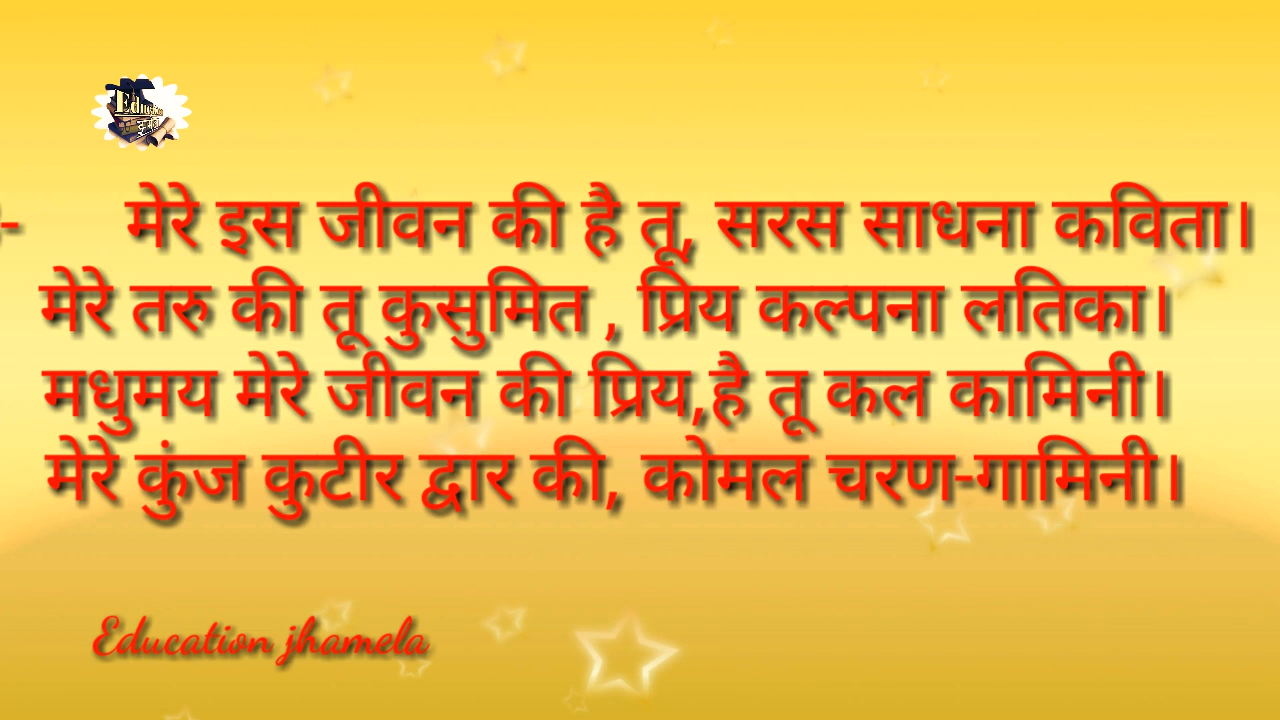 मेरे इस जीवन की है तू, सरस साधना कविता।
मेरे तरु की तू कुसुमित , प्रिय कल्पना लतिका।
मधुमय मेरे जीवन की प्रिय,है तू कल कामिनी।
मेरे कुंज कुटीर द्वार की, कोमल चरण-गामिनी।
Education jhamela